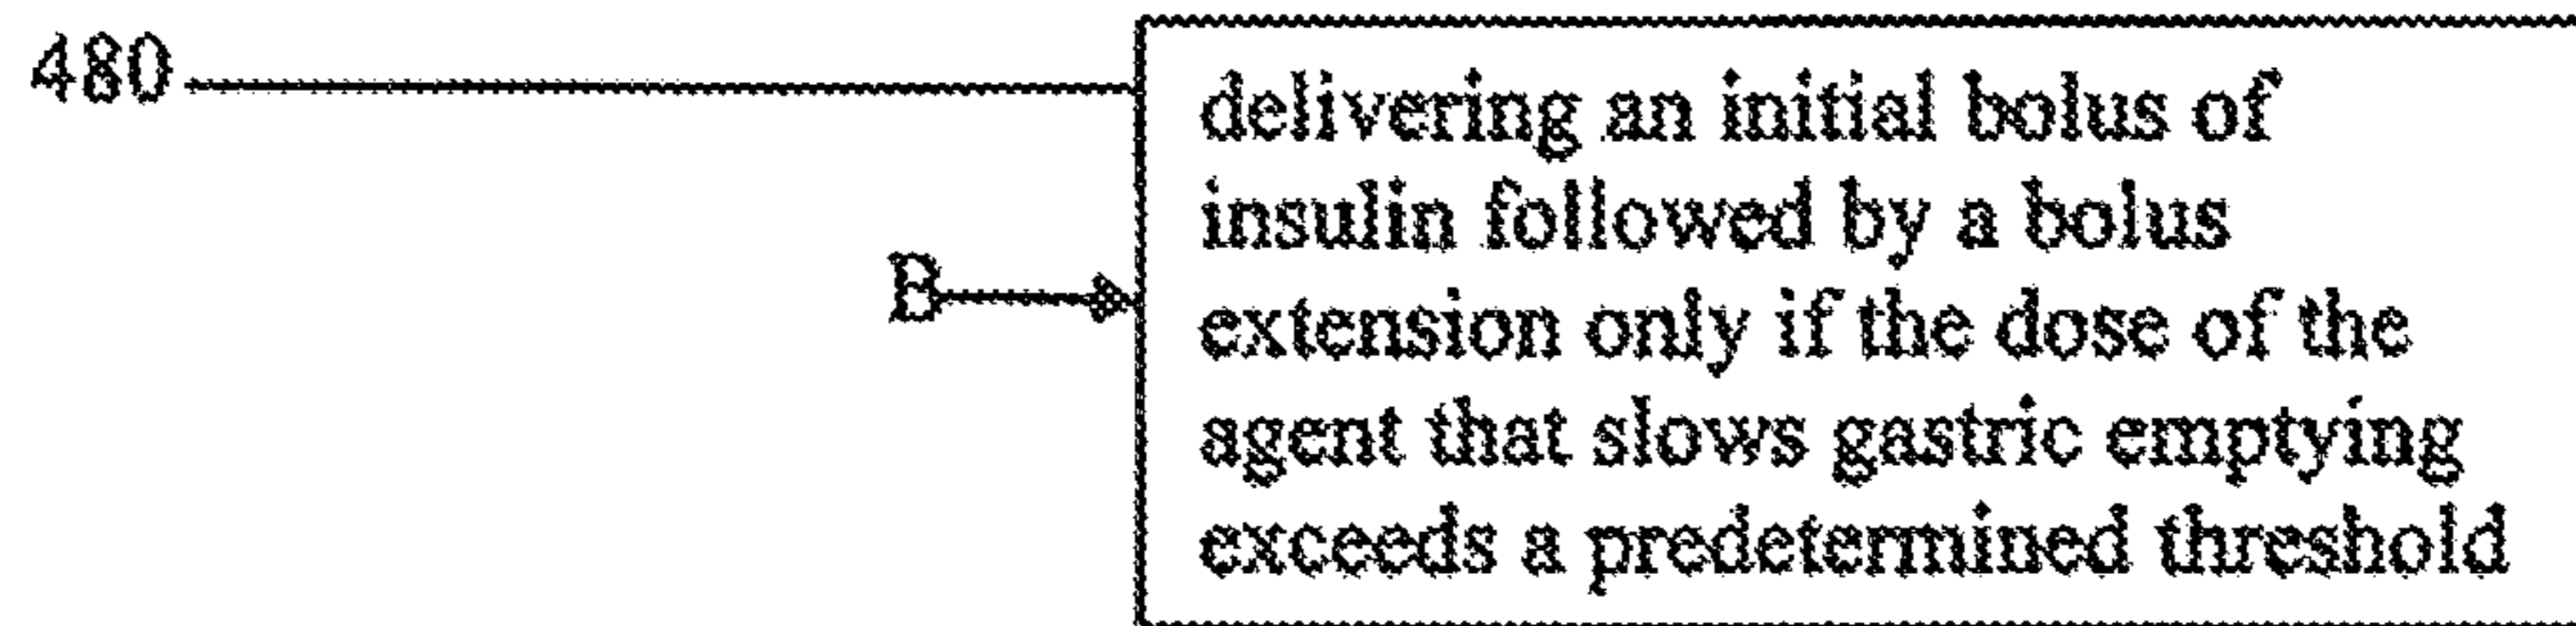 480
delivering an initial bolus of
insulin followed by a bolus
B
extension only if the dose of the
agent that slows gastric emptying
exceeds a predetermined threshold